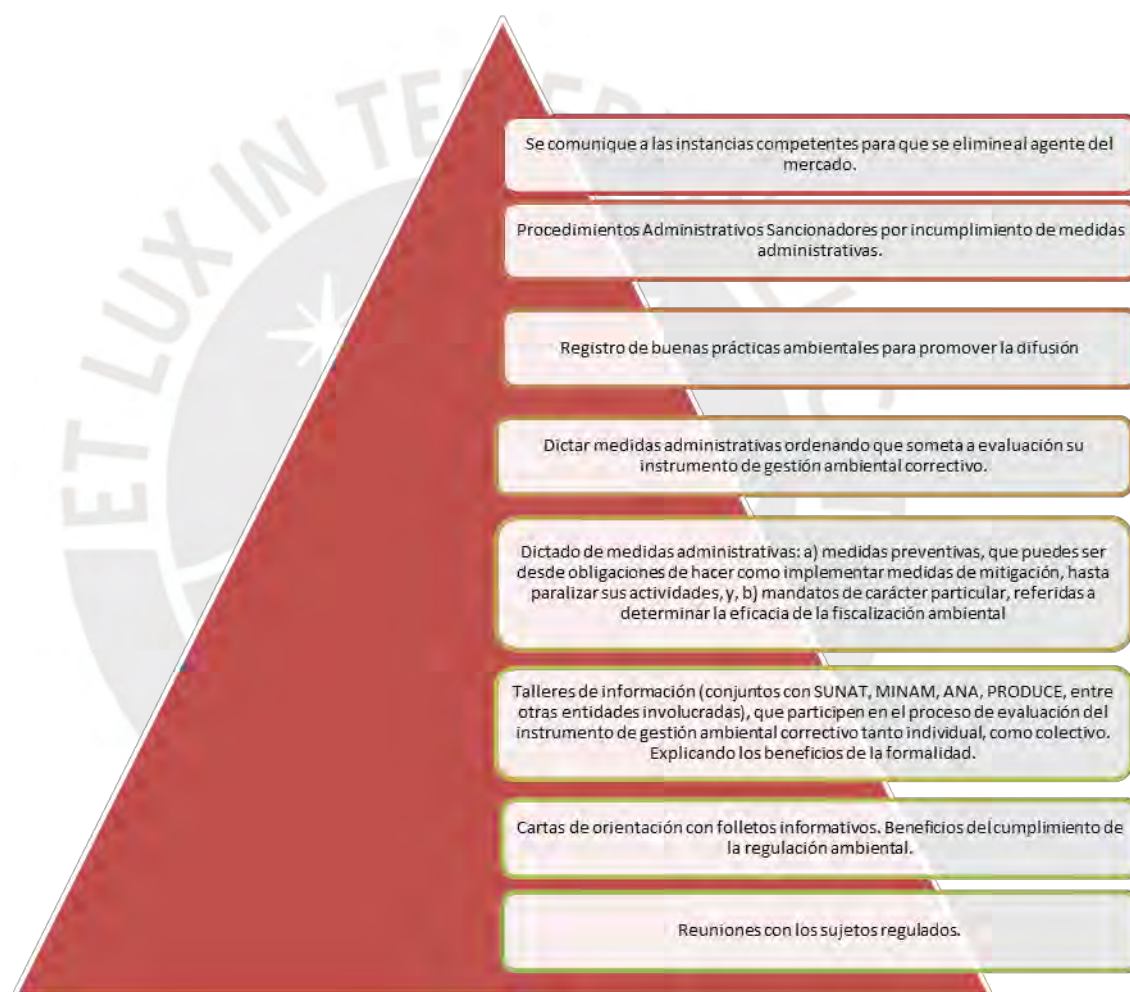 ET LUX IN
Se comunique a las instancias competentes para que se elimine al agente del
mercado.
Procedimientos Administrativos Sancionadores por incumplimiento de medidas
administrativas.
Registro de buenas prácticas ambientales para promover la difusión
Dictar medidas administrativas ordenando que someta a evaluación su
instrumento de gestión ambiental correctivo.
Dictado de medidas administrativas: a) medidas preventivas, que puedes ser
desde obligaciones de hacer como implementar medidas de mitigación, hasta
paralizar sus actividades, y, b) mandatos de carácter particular, referidas a
determinar la eficacia de la fiscalización ambiental
Talleres de información (conjuntos con SUNAT, MINAM, ANA, PRODUCE, entre
otras entidades involucradas), que participen en el proceso de evaluación del
instrumento de gestión ambiental correctivo tanto individual, como colectivo.
Explicando los beneficios de la formalidad.
Cartas de orientación con folletos informativos. Beneficios del cumplimiento de
la regulación ambiental.
Reuniones con los sujetos regulados.